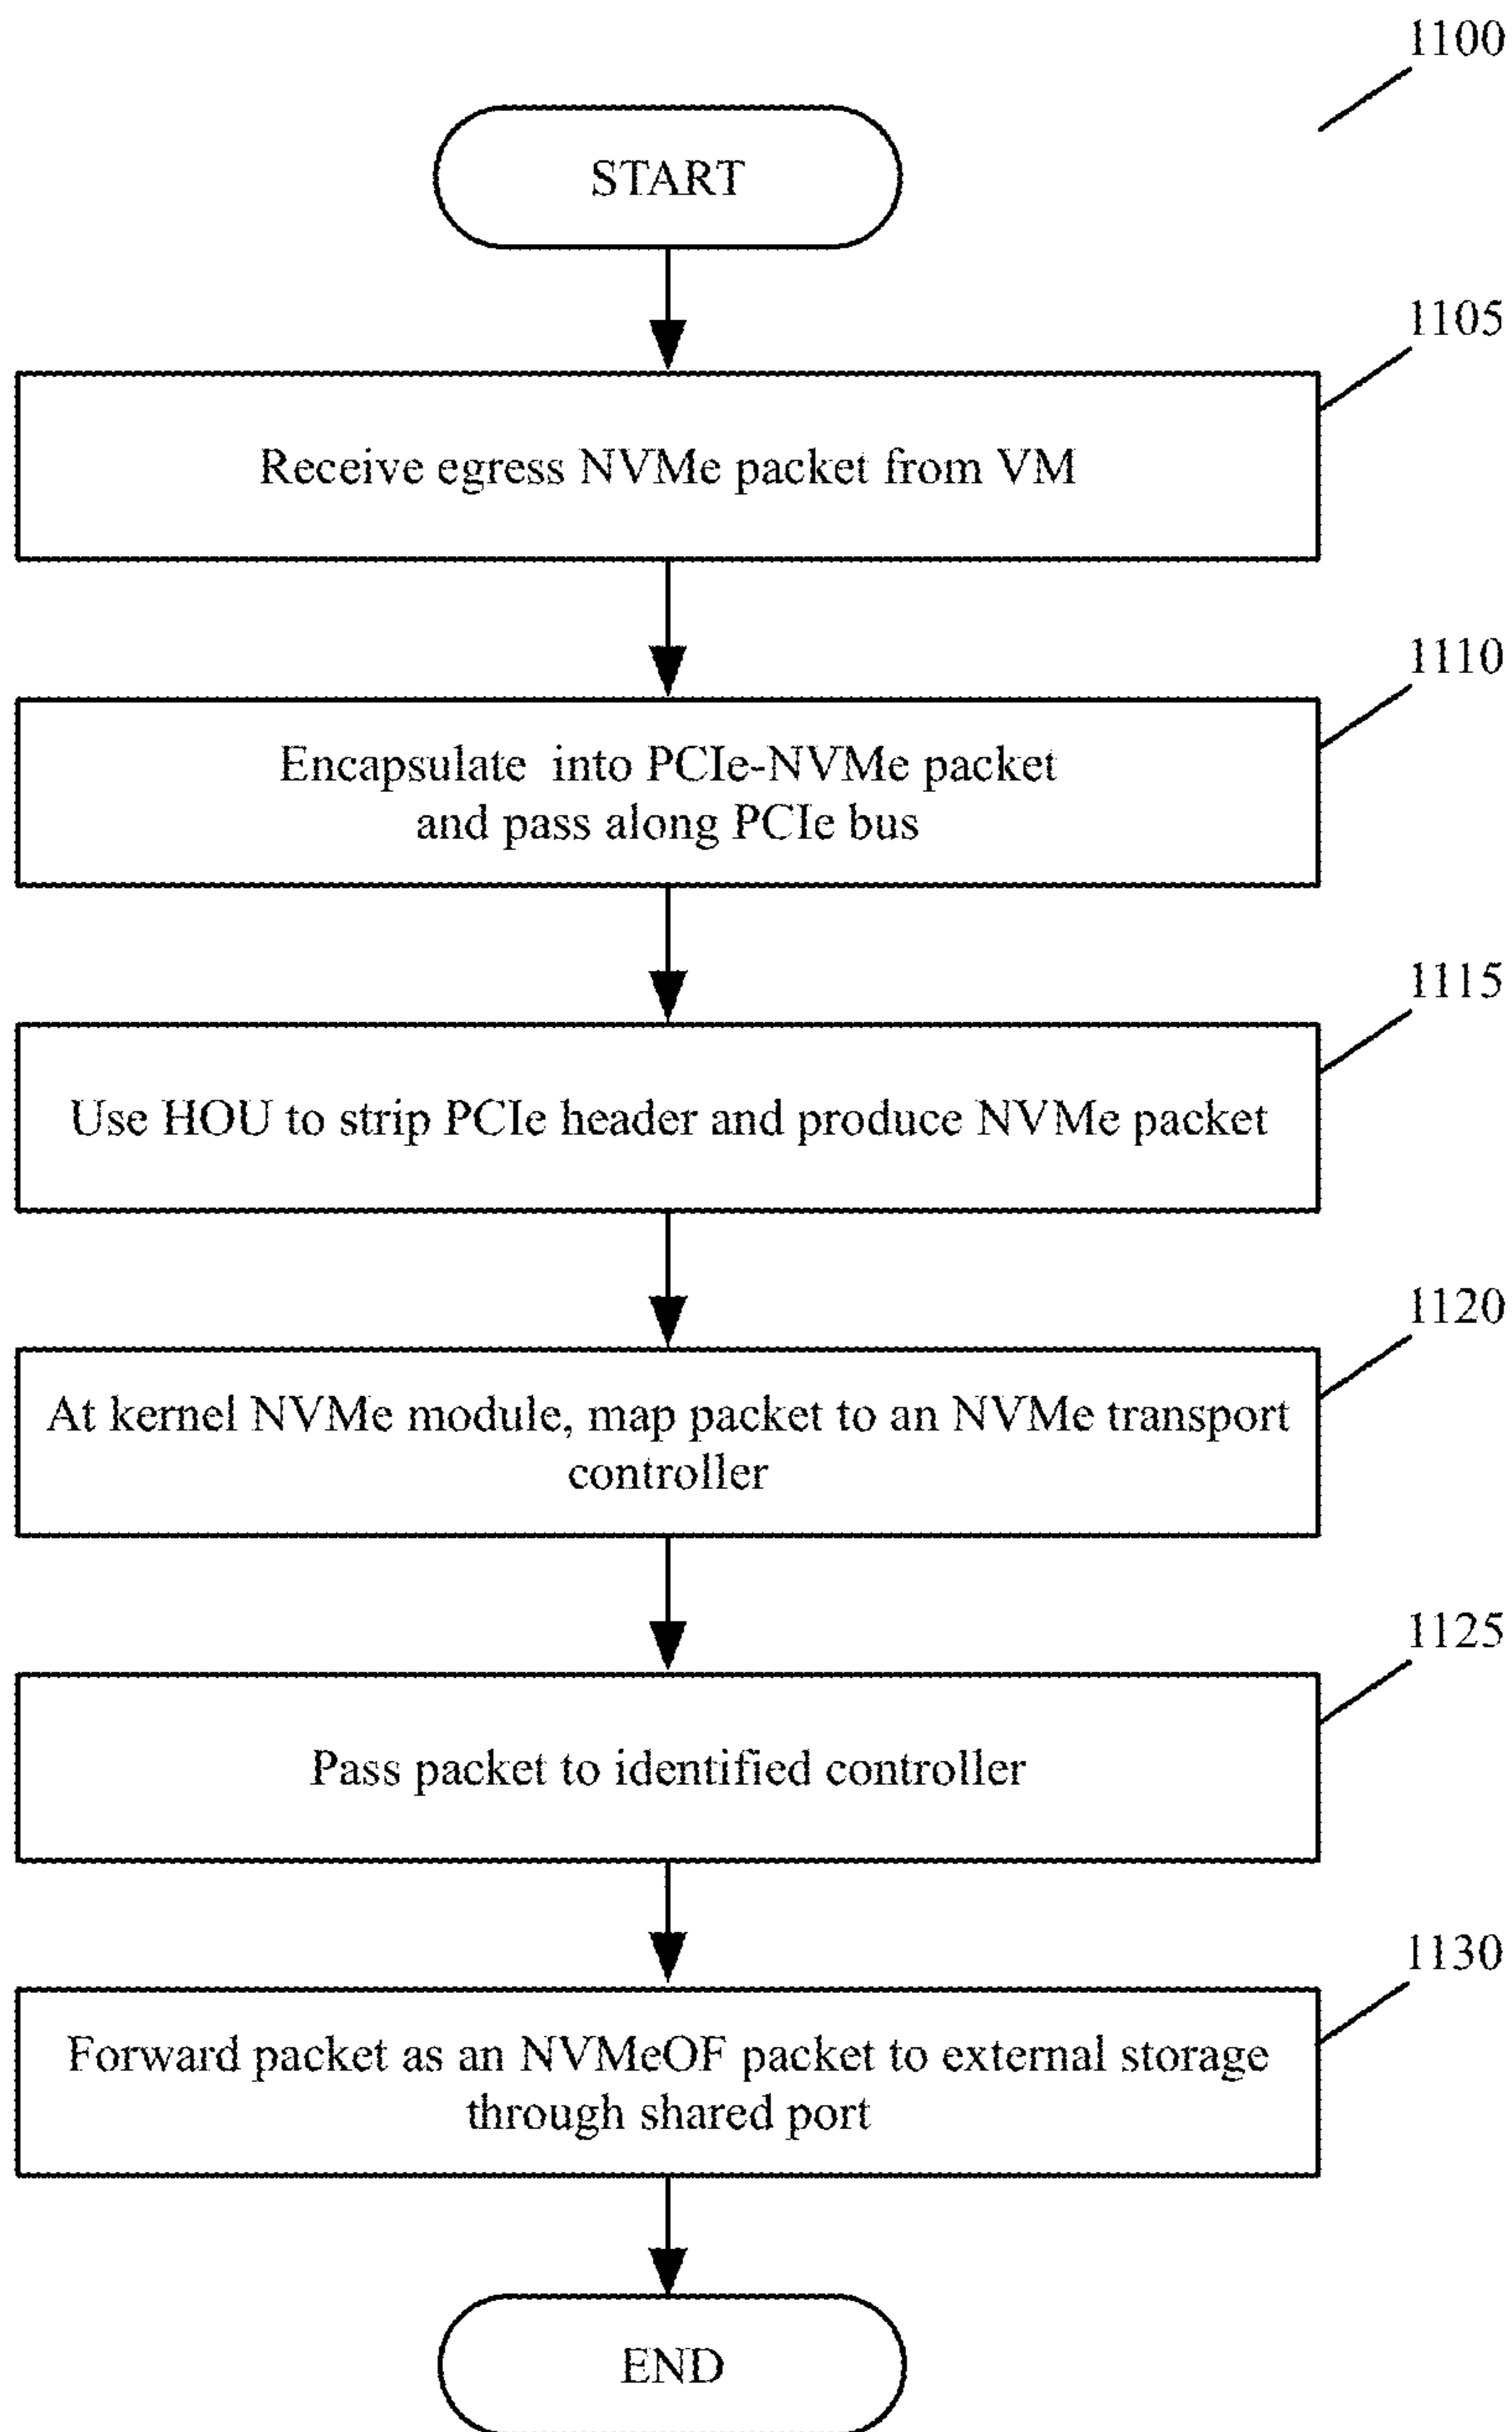 1100
START
1105
Receive egress NVMe packet from VM
1110
Encapsulate into PCIe-NVMe packet
and pass along PCIe bus
1115
Use HOU to strip PCIe header and produce NVMe packet
1120
At kernel NVMe module, map packet to an NVMe transport
controller
1125
Pass packet to identified controller
1130
Forward packet as an NVMeOF packet to external storage
through shared port
END